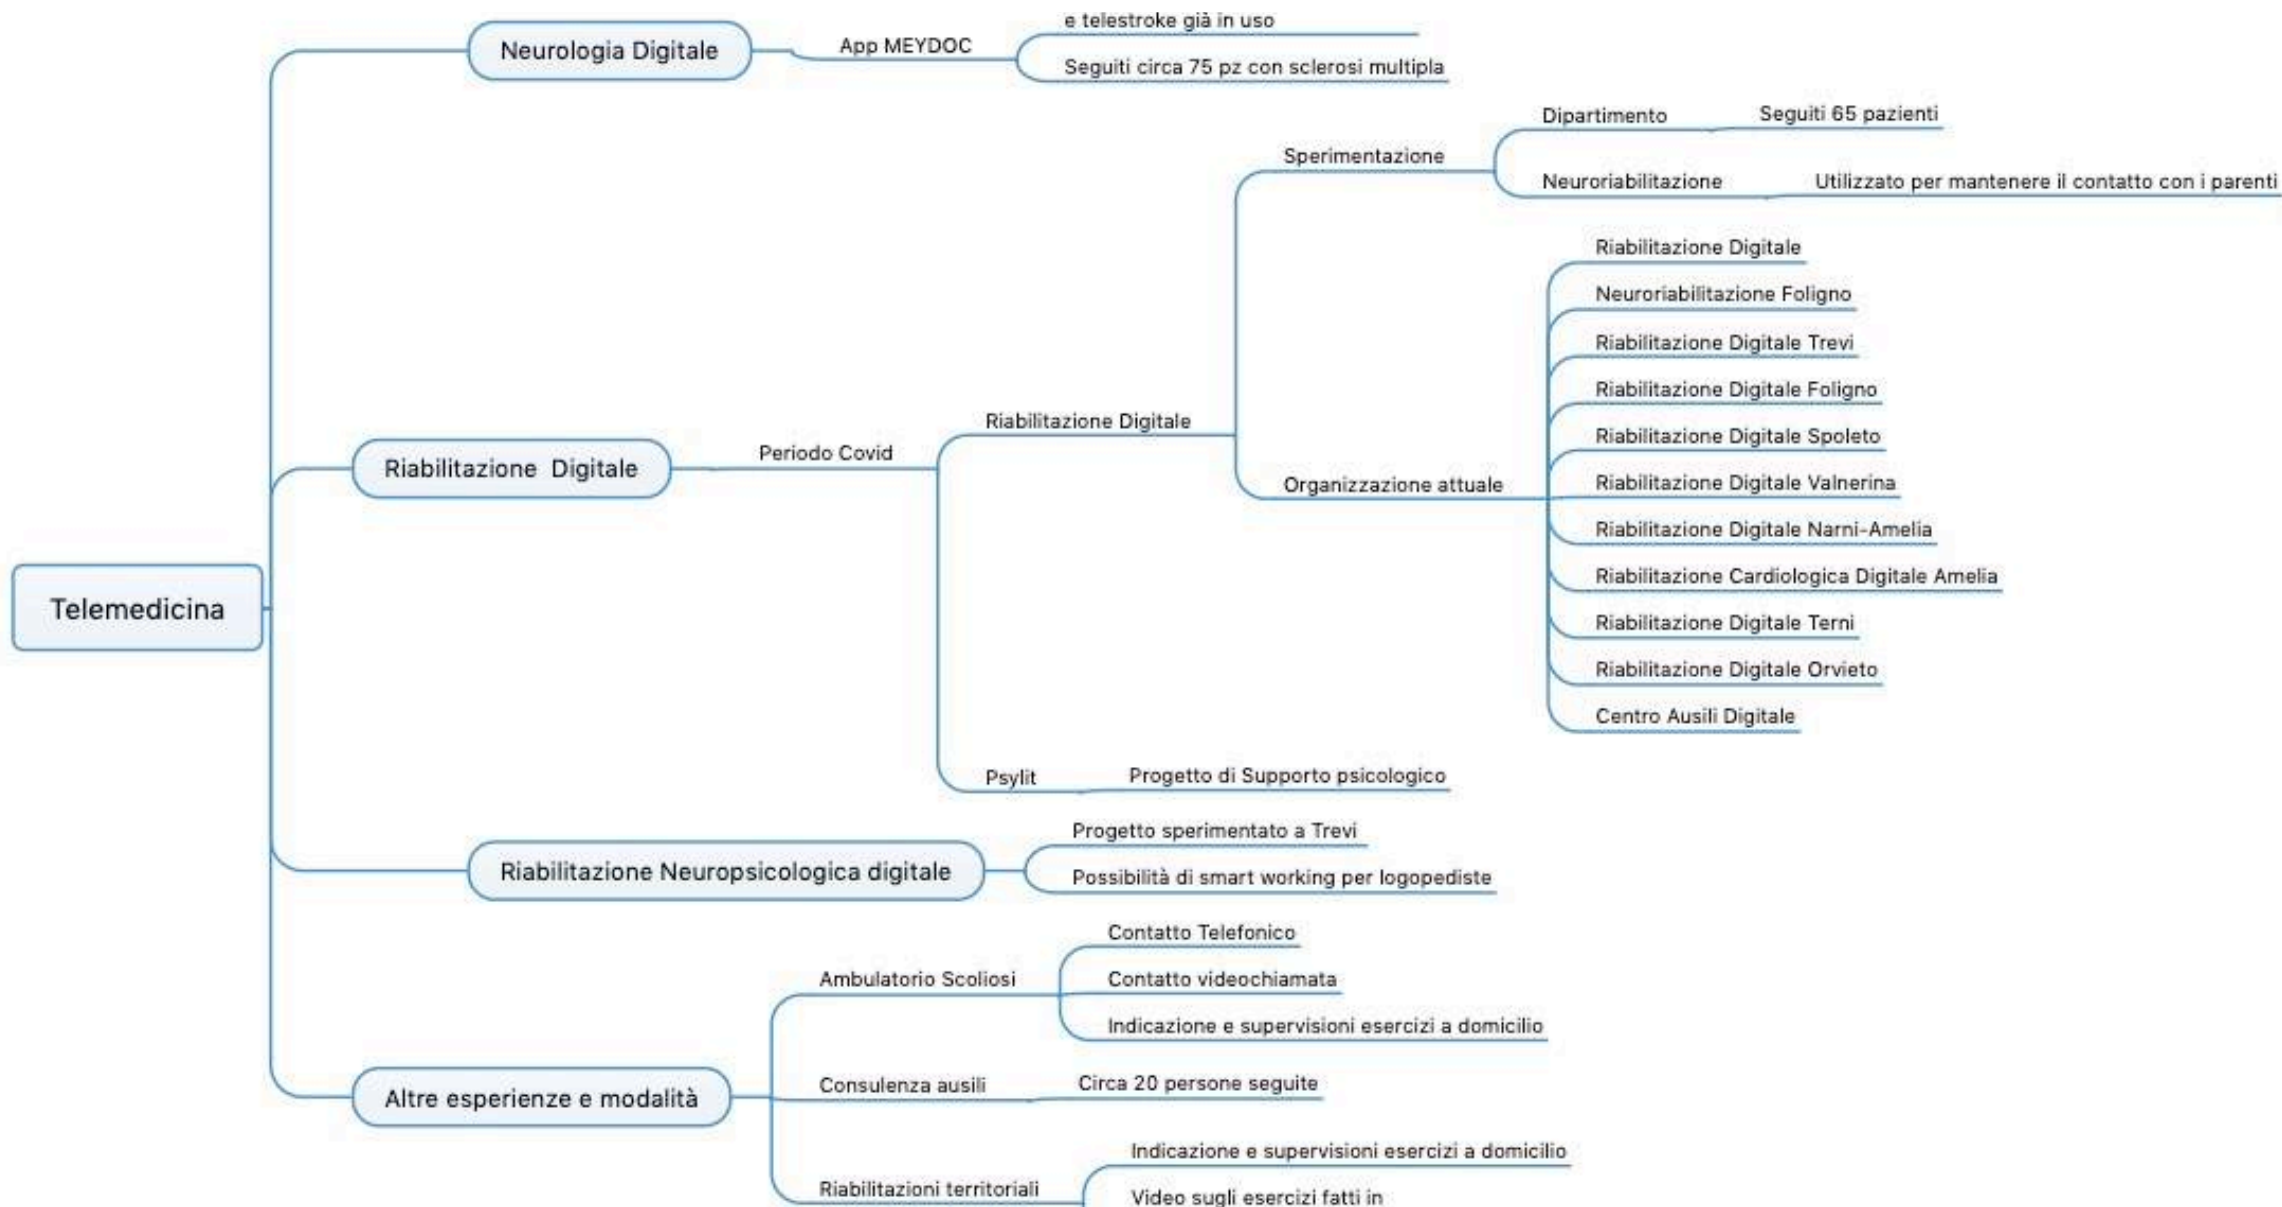 Telemedicina
Neurologia Digitale
App MEYDOC
e telestroke già in uso
Seguiti circa 75 pz con sclerosi multipla
Riabilitazione  Digitale
Periodo Covid
Riabilitazione Digitale
Sperimentazione
Dipartimento
Seguiti 65 pazienti
Neuroriabilitazione
Utilizzato per mantenere il contatto con i parenti
Organizzazione attuale
Riabilitazione Digitale
Neuroriabilitazione Foligno
Riabilitazione Digitale Trevi
Riabilitazione Digitale Foligno
Riabilitazione Digitale Spoleto
Riabilitazione Digitale Valnerina
Riabilitazione Digitale Narni-Amelia
Riabilitazione Cardiologica Digitale Amelia
Riabilitazione Digitale Terni
Riabilitazione Digitale Orvieto
Centro Ausili Digitale
Psylit
Progetto di Supporto psicologico
Riabilitazione Neuropsicologica digitale
Progetto sperimentato a Trevi
Possibilità di smart working per logopediste
Altre esperienze e modalità
Ambulatorio Scoliosi
Contatto Telefonico
Contatto videochiamata
Indicazione e supervisioni esercizi a domicilio
Consulenza ausili
Circa 20 persone seguite
Riabilitazioni territoriali
Indicazione e supervisioni esercizi a domicilio
Video sugli esercizi fatti in